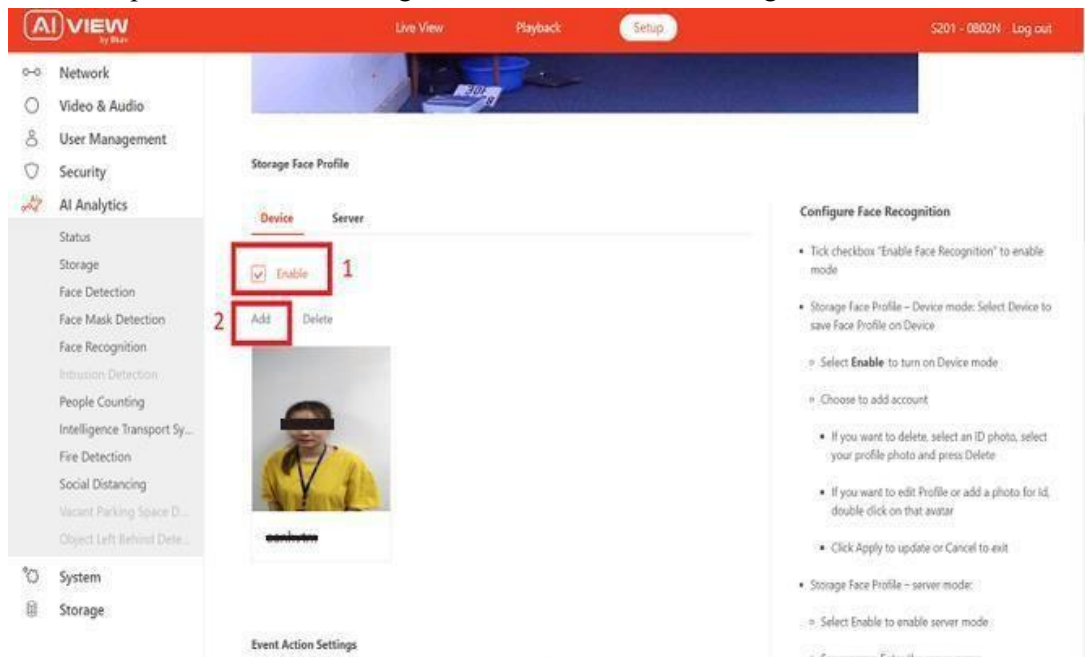 AI VIEW
by Bkav
Live View
Playback
Setup
S201 - 0802N
Log out
Network
Video & Audio
User Management
Security
AI Analytics
Status
Storage
Face Detection
Face Mask Detection
Face Recognition
Intrusion Detection
People Counting
Intelligence Transport Sy...
Fire Detection
Social Distancing
Vacant Parking Space D...
Object Left Behind Dete...
System
Storage
Storage Face Profile
Device
Server
Enable
1
2
Add
Delete
Event Action Settings
Configure Face Recognition
Tick checkbox "Enable Face Recognition" to enable
mode
Storage Face Profile – Device mode: Select Device to
save Face Profile on Device
Select Enable to turn on Device mode
Choose to add account
If you want to delete, select an ID photo, select
your profile photo and press Delete
If you want to edit Profile or add a photo for Id,
double click on that avatar
Click Apply to update or Cancel to exit
Storage Face Profile – server mode:
Select Enable to enable server mode